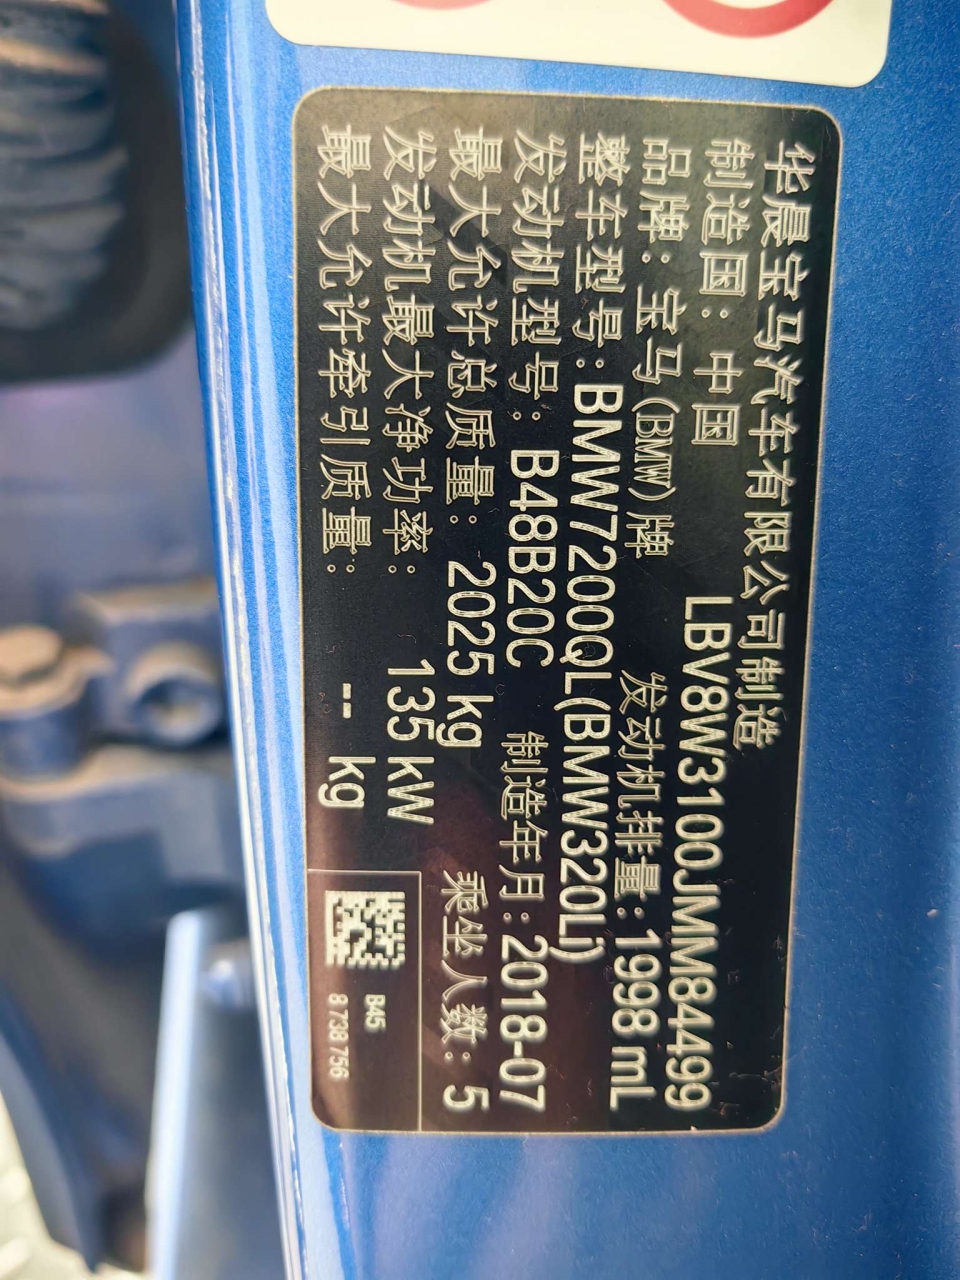 华晨宝马汽车有限公司制造
制造国：中国 LBV8W3100JMM84499
品牌：宝马(BMW)牌 发动机排量：1998 mL
整车型号：BMW7200QL(BMW320Li)
发动机型号：B48B20C 制造年月：2018-07
最大允许总质量：2025 kg 乘坐人数：5
发动机最大净功率：135 kW
最大允许牵引质量：-- kg
B45
8 738 756